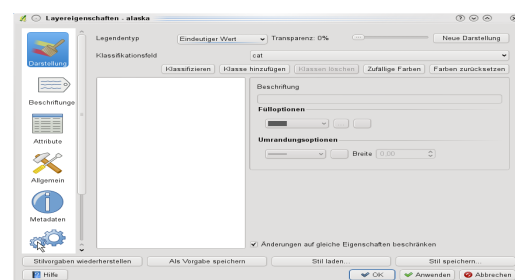 Layereigenschaften - alaska
Darstellung
Beschriftunge
Attribute
Allgemein
Metadaten
Legendentyp Eindeutiger Wert Transparenz: 0% Neue Darstellung
Klassifikationsfeld cat
Klassifizieren Klasse hinzufügen Klassen löschen Zufällige Farben Farben zurücksetzen
Beschriftung
Fülloptionen
Umrandungsoptionen
Breite 0.00
Änderungen auf gleiche Eigenschaften beschränken
Stilvorgaben wiederherstellen Als Vorgabe speichern Stil laden... Stil speichern...
Hilfe OK Anwenden Abbrechen